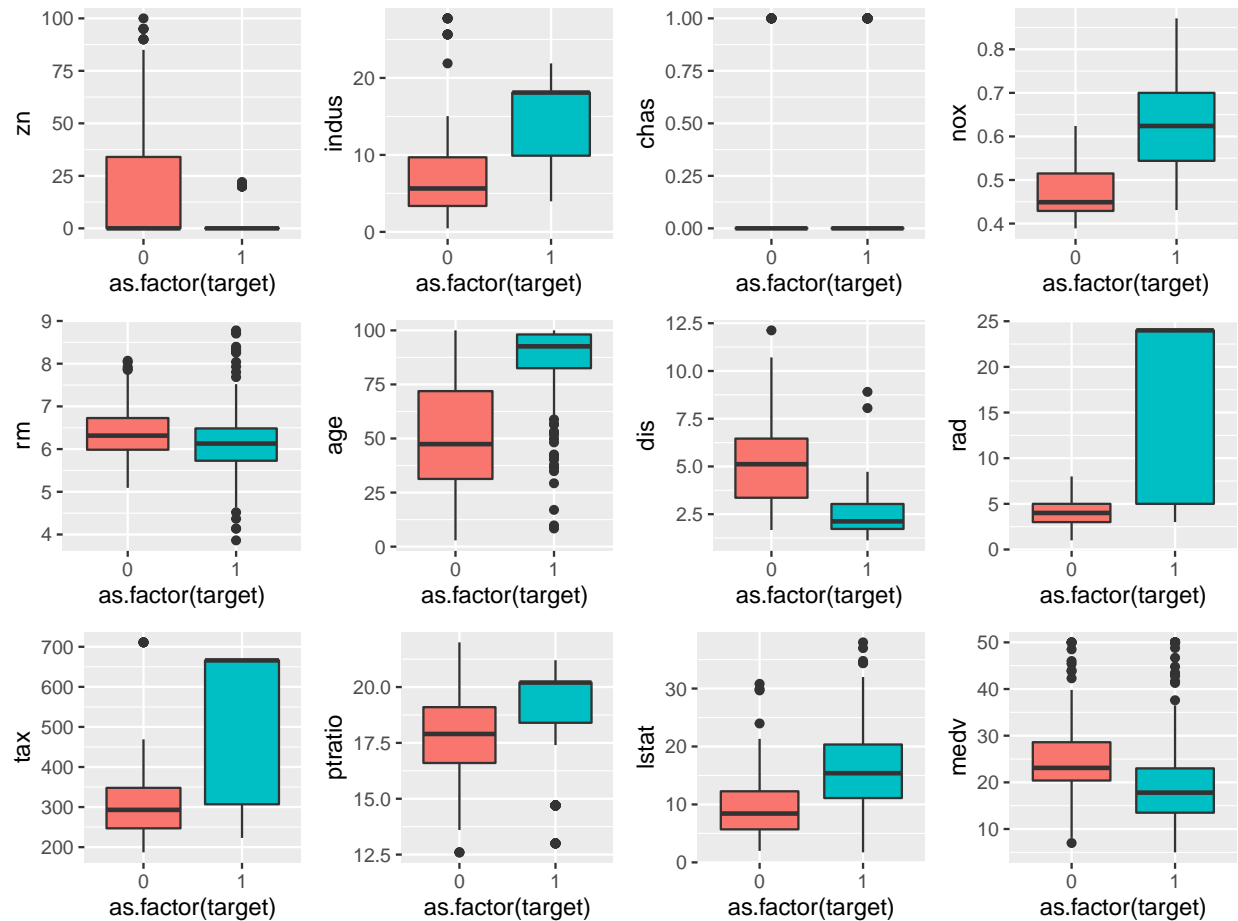 zn
100
75
50
25
0
0 1
as.factor(target)
indus
20
10
0
0 1
as.factor(target)
chas
1.00
0.75
0.50
0.25
0.00
0 1
as.factor(target)
nox
0.8
0.7
0.6
0.5
0.4
0 1
as.factor(target)
rm
9
8
7
6
5
4
0 1
as.factor(target)
age
100
75
50
25
0
0 1
as.factor(target)
dis
12.5
10.0
7.5
5.0
2.5
0 1
as.factor(target)
rad
25
20
15
10
5
0
0 1
as.factor(target)
tax
700
600
500
400
300
200
0 1
as.factor(target)
ptratio
20.0
17.5
15.0
12.5
0 1
as.factor(target)
lstat
30
20
10
0
0 1
as.factor(target)
medv
50
40
30
20
10
0 1
as.factor(target)